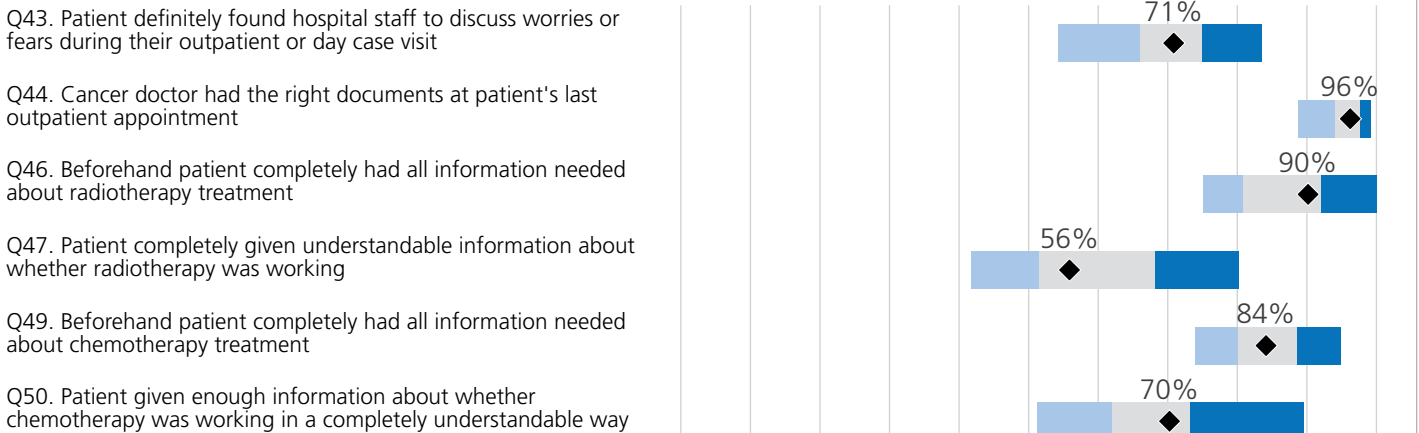 Q43. Patient definitely found hospital staff to discuss worries or
fears during their outpatient or day case visit
71%
Q44. Cancer doctor had the right documents at patient's last
outpatient appointment
96%
Q46. Beforehand patient completely had all information needed
about radiotherapy treatment
90%
Q47. Patient completely given understandable information about
whether radiotherapy was working
56%
Q49. Beforehand patient completely had all information needed
about chemotherapy treatment
84%
Q50. Patient given enough information about whether
chemotherapy was working in a completely understandable way
70%